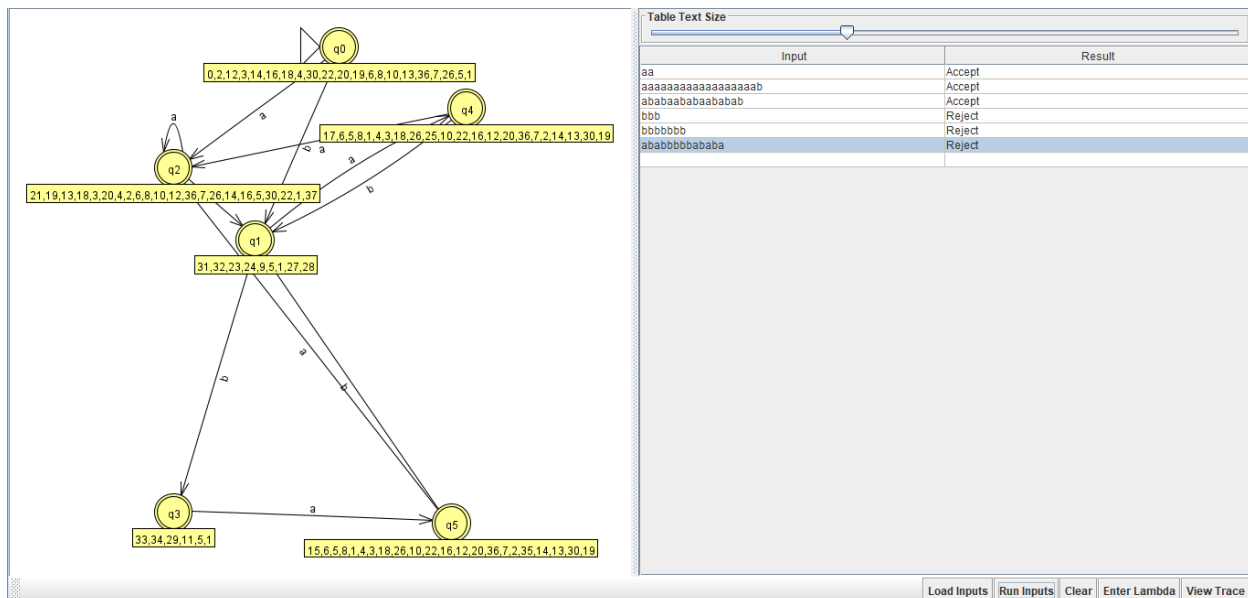 Table Text Size
Input Result
aa Accept
aaaaaaaaaaaaaaaaaab Accept
ababaababaababab Accept
bbb Reject
bbbbbbb Reject
ababbbbbababa Reject
q0
0,2,12,3,14,16,18,4,30,22,20,19,6,8,10,13,36,7,26,5,1
q4
17,6,5,8,1,4,3,18,26,25,10,22,16,12,20,36,7,2,14,13,30,19
a
a
b
a
a
b
q2
21,19,13,18,3,20,4,2,6,8,10,12,36,7,26,14,16,5,30,22,1,37
q1
31,32,23,24,9,5,1,27,28
a
b
b
q3
33,34,29,11,5,1
a
q5
15,6,5,8,1,4,3,18,26,10,22,16,12,20,36,7,2,35,14,13,30,19
Load Inputs Run Inputs Clear Enter Lambda View Trace